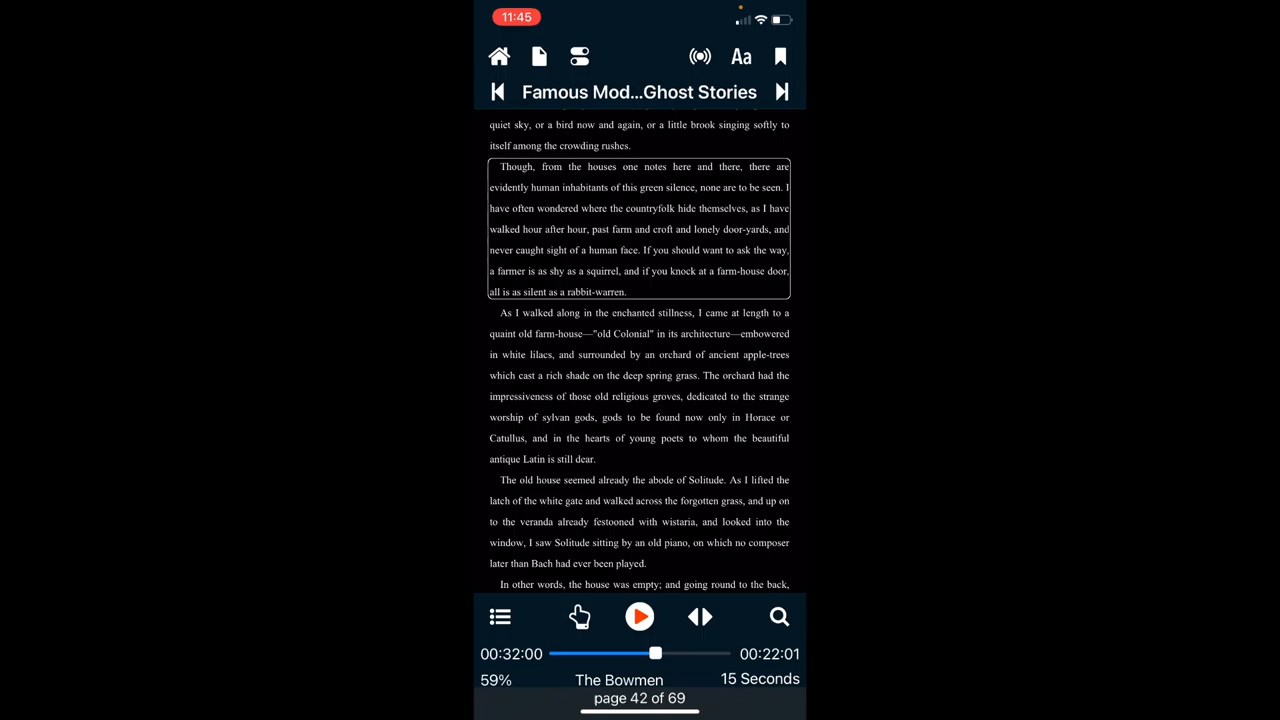 11:45
Aa
Famous Mod...Ghost Stories
quiet sky, or a bird now and again, or a little brook singing softly to
itself among the crowding rushes.
Though, from the houses one notes here and there, there are
evidently human inhabitants of this green silence, none are to be seen. I
have often wondered where the countryfolk hide themselves, as I have
walked hour after hour, past farm and croft and lonely door-yards, and
never caught sight of a human face. If you should want to ask the way,
a farmer is as shy as a squirrel, and if you knock at a farm-house door,
all is as silent as a rabbit-warren.
As I walked along in the enchanted stillness, I came at length to a
quaint old farm-house—"old Colonial" in its architecture—embowered
in white lilacs, and surrounded by an orchard of ancient apple-trees
which cast a rich shade on the deep spring grass. The orchard had the
impressiveness of those old religious groves, dedicated to the strange
worship of sylvan gods, gods to be found now only in Horace or
Catullus, and in the hearts of young poets to whom the beautiful
antique Latin is still dear.
The old house seemed already the abode of Solitude. As I lifted the
latch of the white gate and walked across the forgotten grass, and up on
to the veranda already festooned with wistaria, and looked into the
window, I saw Solitude sitting by an old piano, on which no composer
later than Bach had ever been played.
In other words, the house was empty; and going round to the back,
00:32:00 00:22:01
59% The Bowmen 15 Seconds
page 42 of 69